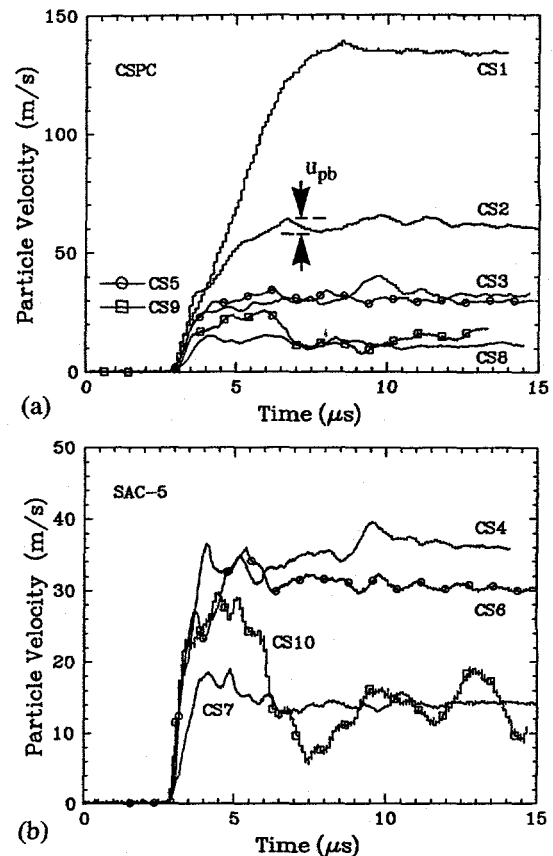 150
100
50
0
Particle Velocity (m/s)
CSPC
CS1
u_pb
CS2
CS3
CS5
CS9
CS8
0 5 10 15
(a)
Time (μs)
50
40
30
20
10
0
Particle Velocity (m/s)
SAC-5
CS4
CS6
CS10
CS7
0 5 10 15
(b)
Time (μs)